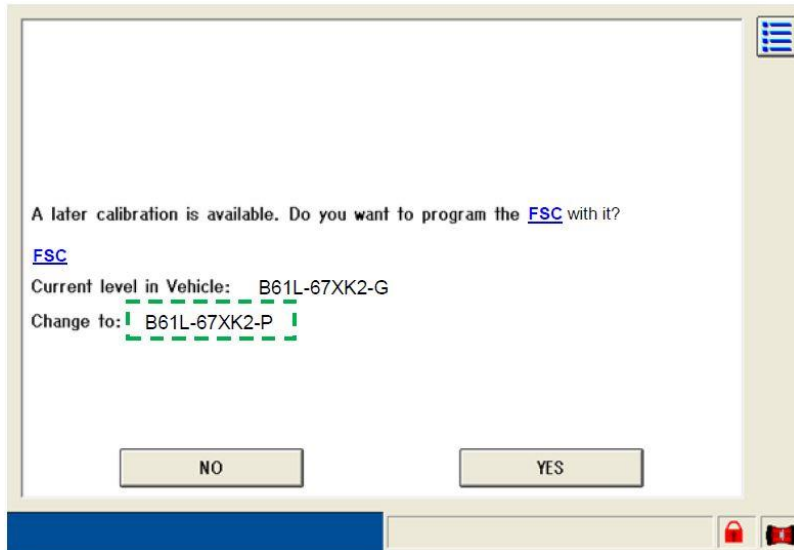 A later calibration is available. Do you want to program the FSC with it?
FSC
Current level in Vehicle: B61L-67XK2-G
Change to: B61L-67XK2-P
NO YES